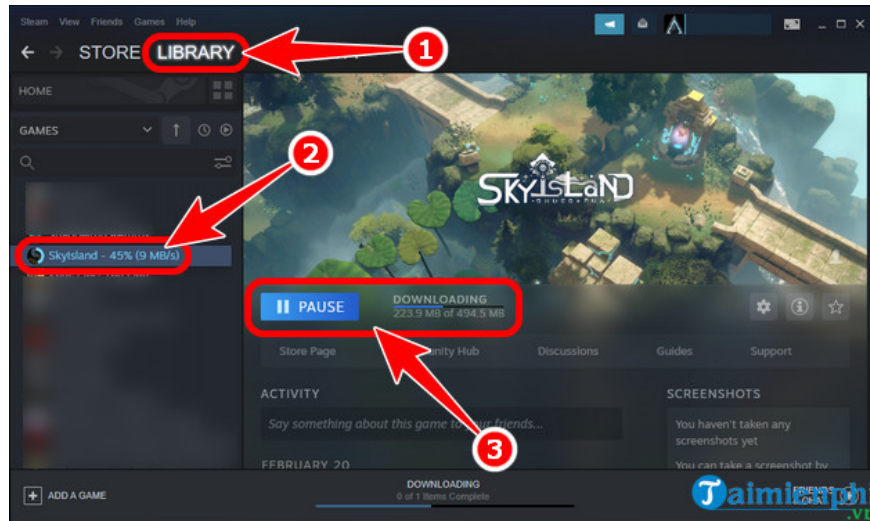 Steam View Friends Games Help
STORE LIBRARY
1
HOME
GAMES
2
SKYISLAND
SkyIsland - 45% (9 MB/s)
PAUSE
DOWNLOADING
223.9 MB of 494.5 MB
Store Page
Discussions
Guides
Support
ACTIVITY
SCREENSHOTS
Say something about this game to your friends...
You haven't taken any
screenshots yet
3
FEBRUARY 20
You can take a screenshot by
ADD A GAME
DOWNLOADING
0 of 1 Items Complete
FRIENDS
Taimienphi
.vn